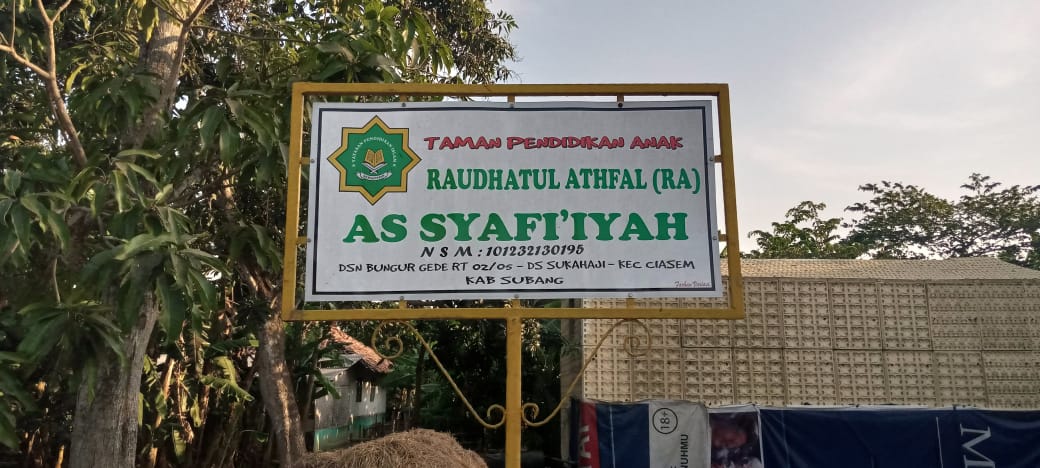 TAMAN PENDIDIKAN ANAK
RAUDHATUL ATHFAL (RA)
AS SYAFI'IYAH
N S M : 101232130195
DSN BUNGUR GEDE RT 02/05 - DS SUKAHAJI - KEC CIASEM
KAB SUBANG
18+